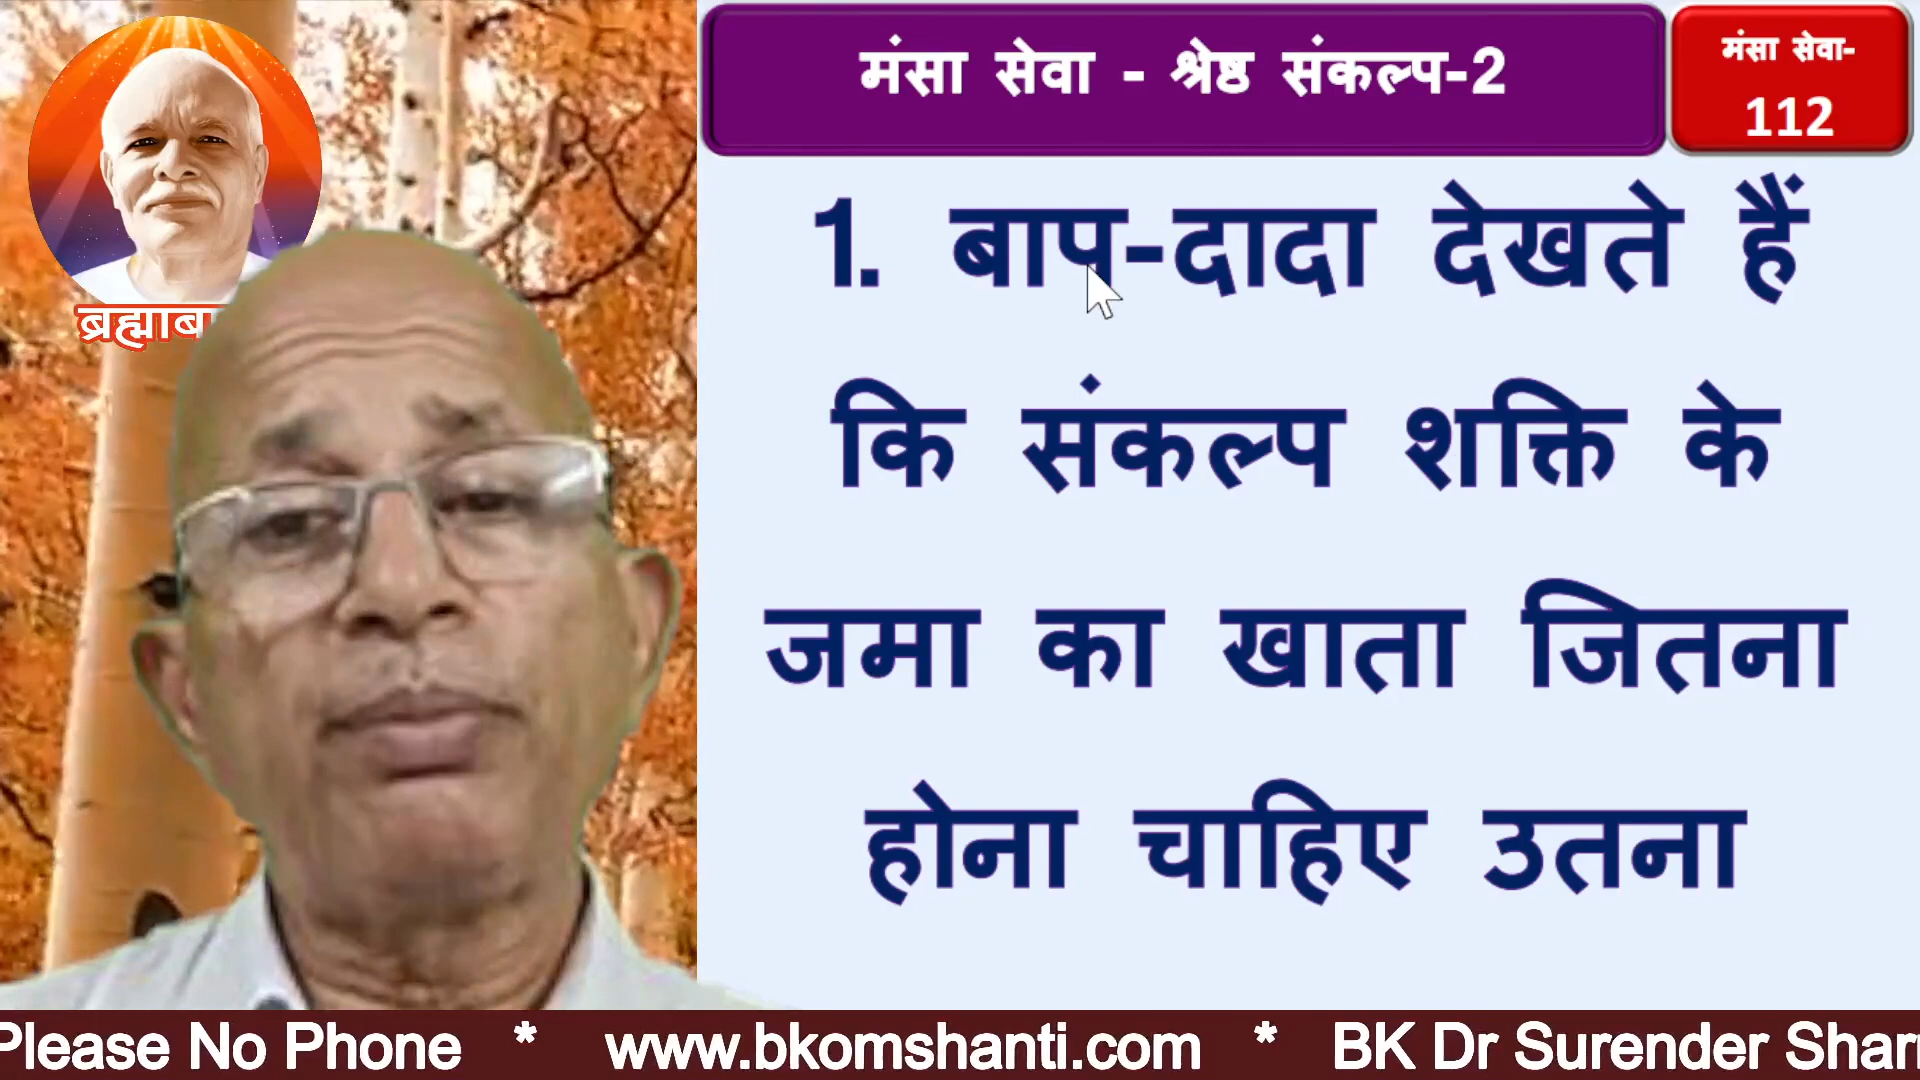 मंसा सेवा - श्रेष्ठ संकल्प-2
मंसा सेवा-
112
1. बाप-दादा देखते हैं
कि संकल्प शक्ति के
जमा का खाता जितना
होना चाहिए उतना
Please No Phone * www.bkomshanti.com * BK Dr Surender Shar